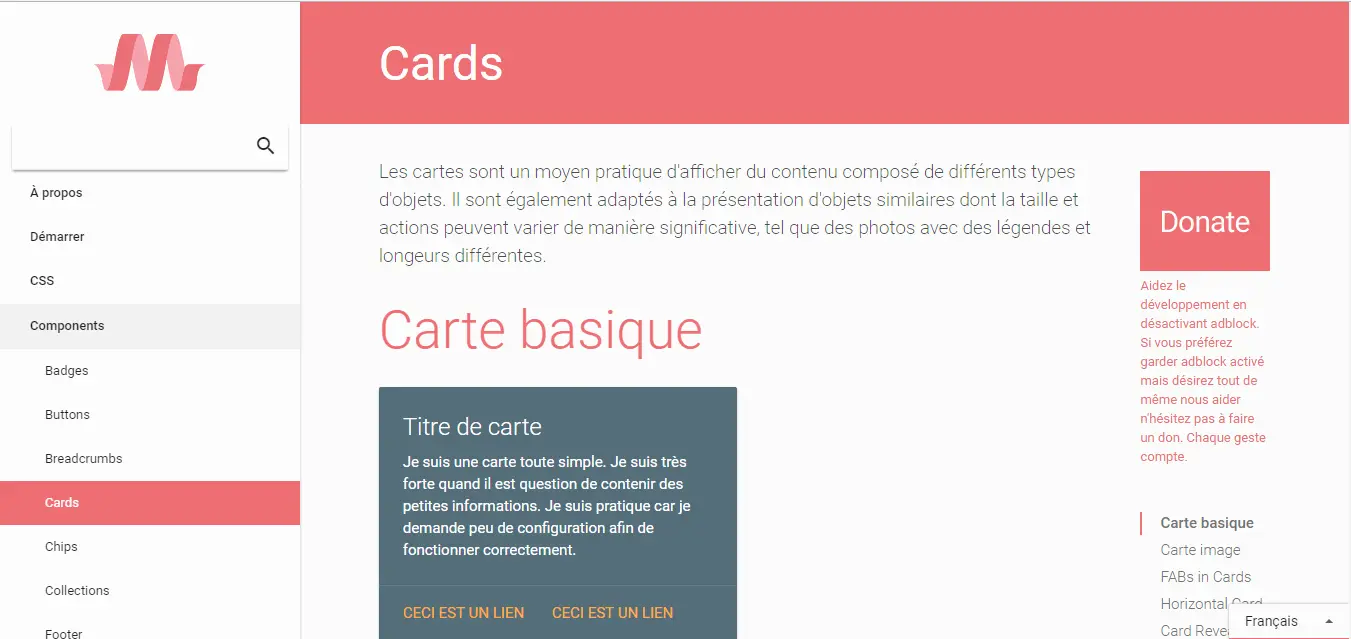 Cards
À propos
Démarrer
CSS
Components
Badges
Buttons
Breadcrumbs
Cards
Chips
Collections
Footer
Les cartes sont un moyen pratique d'afficher du contenu composé de différents types
d'objets. Il sont également adaptés à la présentation d'objets similaires dont la taille et
actions peuvent varier de manière significative, tel que des photos avec des légendes et
longeurs différentes.
Carte basique
Titre de carte
Je suis une carte toute simple. Je suis très
forte quand il est question de contenir des
petites informations. Je suis pratique car je
demande peu de configuration afin de
fonctionner correctement.
CECI EST UN LIEN CECI EST UN LIEN
Donate
Aidez le
développement en
désactivant adblock.
Si vous préférez
garder adblock activé
mais désirez tout de
même nous aider
n'hésitez pas à faire
un don. Chaque geste
compte.
Carte basique
Carte image
FABs in Cards
Horizontal Card
Card
Français